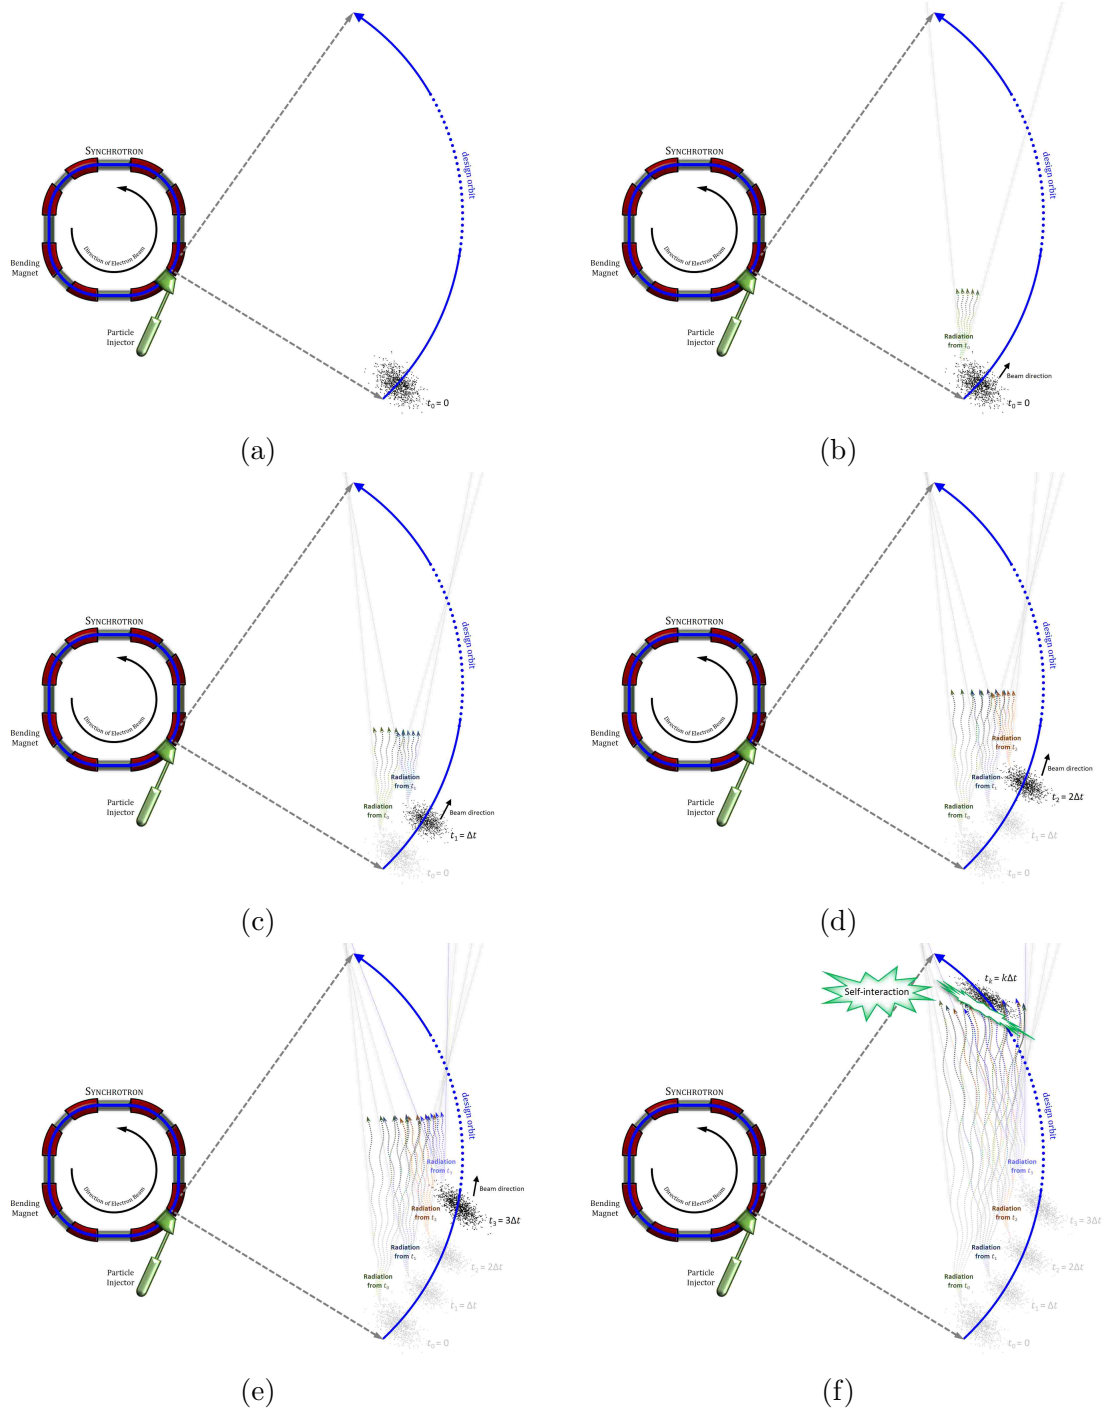 SYNCHROTRON
design orbit
Direction of Electron Beam
Bending
Magnet
Particle
Injector
t₀ = 0
(a)
SYNCHROTRON
design orbit
Direction of Electron Beam
Bending
Magnet
Particle
Injector
Radiation
from t₀
Beam direction
t₀ = 0
(b)
SYNCHROTRON
design orbit
Direction of Electron Beam
Bending
Magnet
Particle
Injector
Radiation
from t₁
Radiation
from t₀
Beam direction
t₁ = Δt
t₀ = 0
(c)
SYNCHROTRON
design orbit
Direction of Electron Beam
Bending
Magnet
Particle
Injector
Radiation
from t₂
Radiation
from t₁
Radiation
from t₀
Beam direction
t₂ = 2Δt
t₁ = Δt
t₀ = 0
(d)
SYNCHROTRON
design orbit
Direction of Electron Beam
Bending
Magnet
Particle
Injector
Radiation
from t₃
Beam direction
Radiation
from t₂
t₃ = 3Δt
Radiation
from t₁
t₂ = 2Δt
Radiation
from t₀
t₁ = Δt
t₀ = 0
(e)
tₖ = kΔt
Self-interaction
SYNCHROTRON
design orbit
Direction of Electron Beam
Bending
Magnet
Particle
Injector
Radiation
from t₃
Radiation
from t₂
t₃ = 3Δt
Radiation
from t₁
t₂ = 2Δt
Radiation
from t₀
t₁ = Δt
t₀ = 0
(f)